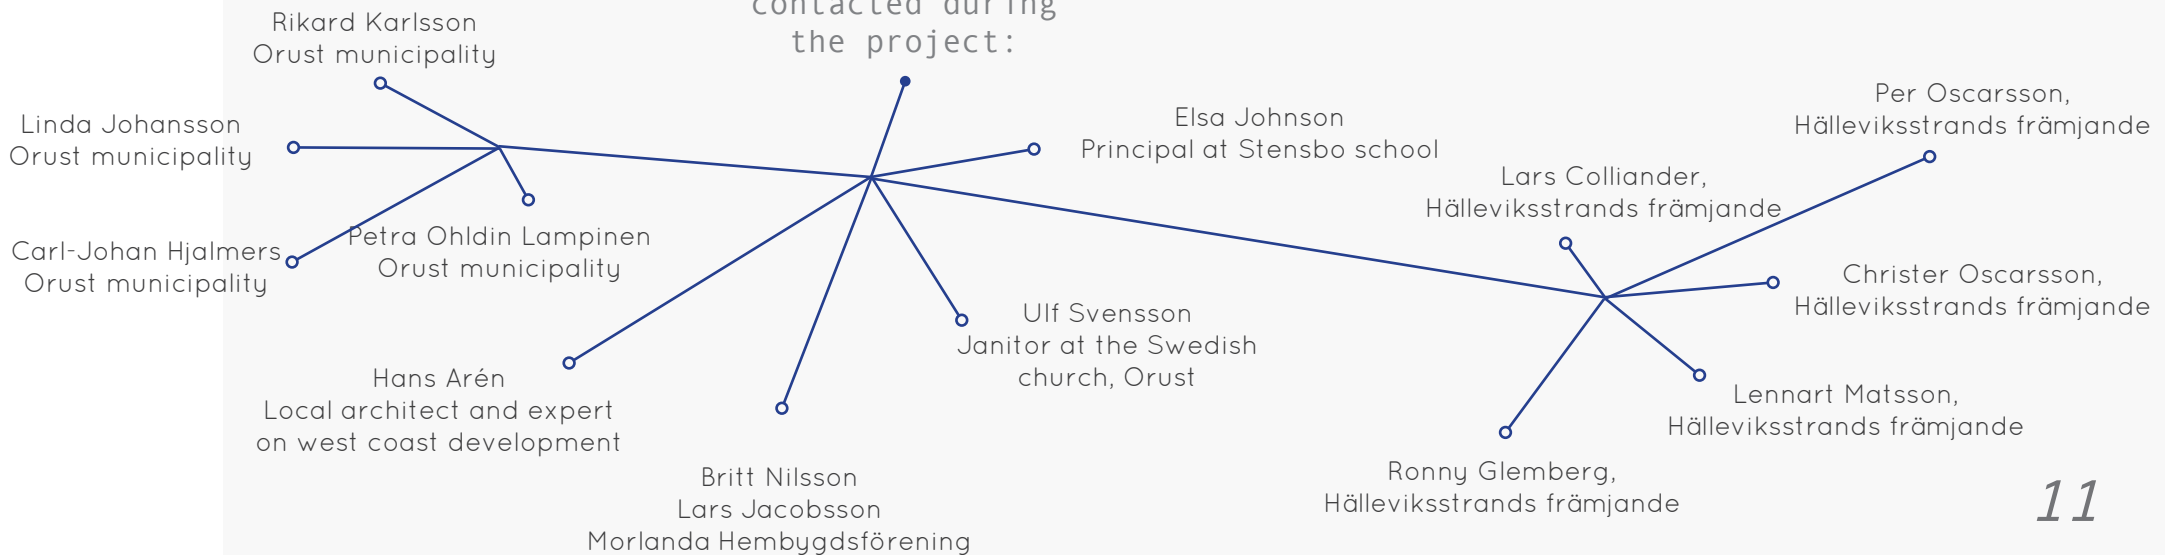 contacted during
the project:
Rikard Karlsson
Orust municipality
Linda Johansson
Orust municipality
Carl-Johan Hjalmers
Orust municipality
Petra Ohldin Lampinen
Orust municipality
Elsa Johnson
Principal at Stensbo school
Per Oscarsson,
Hälleviksstrands främjande
Lars Colliander,
Hälleviksstrands främjande
Christer Oscarsson,
Hälleviksstrands främjande
Ulf Svensson
Janitor at the Swedish
church, Orust
Hans Arén
Local architect and expert
on west coast development
Lennart Matsson,
Hälleviksstrands främjande
Britt Nilsson
Lars Jacobsson
Morlanda Hembygdsförening
Ronny Glemberg,
Hälleviksstrands främjande
11